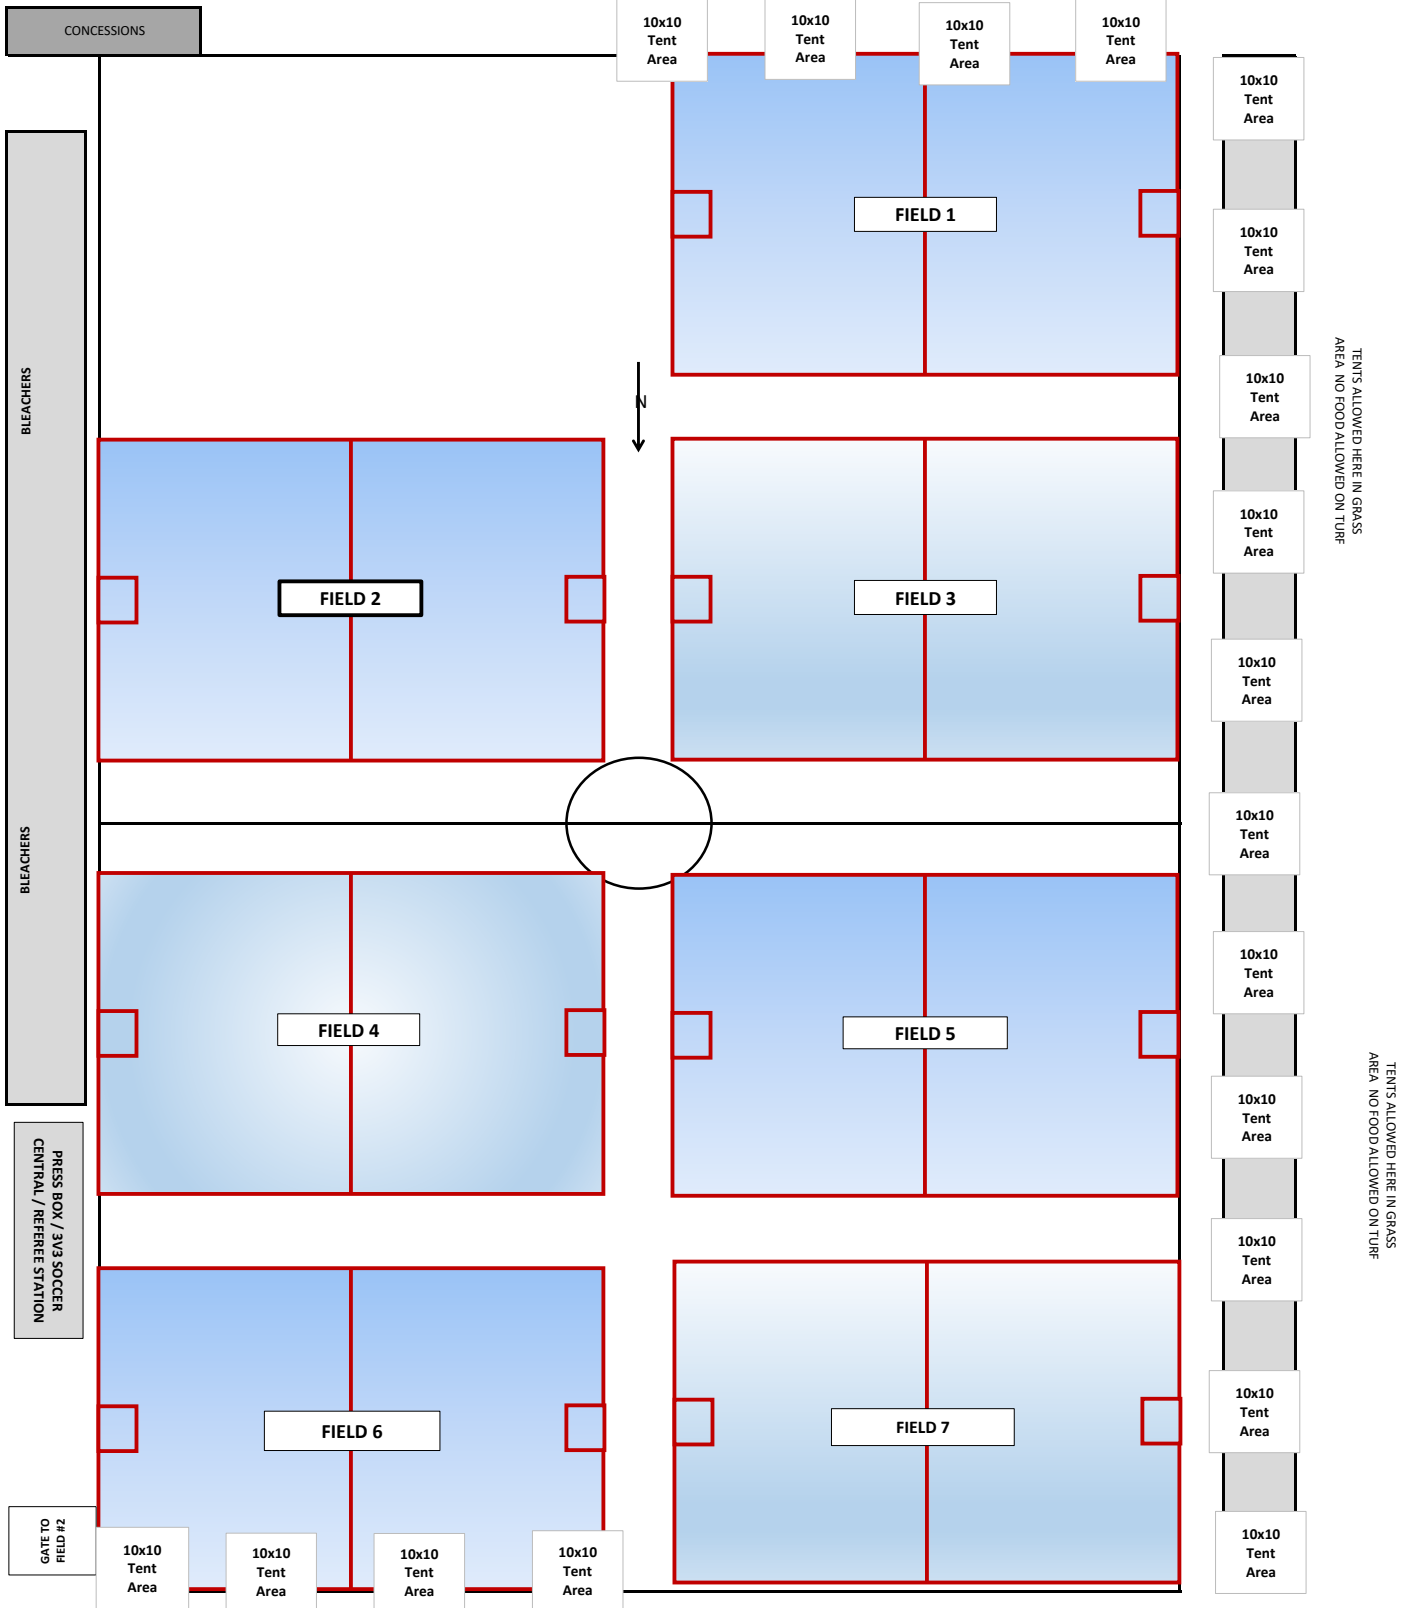 CONCESSIONS
10x10
Tent
Area
10x10
Tent
Area
10x10
Tent
Area
10x10
Tent
Area
10x10
Tent
Area
FIELD 1
10x10
Tent
Area
BLEACHERS
N
10x10
Tent
Area
TENTS ALLOWED HERE IN GRASS
AREA  NO FOOD ALLOWED ON TURF
10x10
Tent
Area
FIELD 2
FIELD 3
10x10
Tent
Area
BLEACHERS
10x10
Tent
Area
10x10
Tent
Area
FIELD 4
FIELD 5
10x10
Tent
Area
TENTS ALLOWED HERE IN GRASS
AREA  NO FOOD ALLOWED ON TURF
PRESS BOX / 3V3 SOCCER
CENTRAL / REFEREE STATION
10x10
Tent
Area
10x10
Tent
Area
FIELD 6
FIELD 7
GATE TO
FIELD #2
10x10
Tent
Area
10x10
Tent
Area
10x10
Tent
Area
10x10
Tent
Area
10x10
Tent
Area